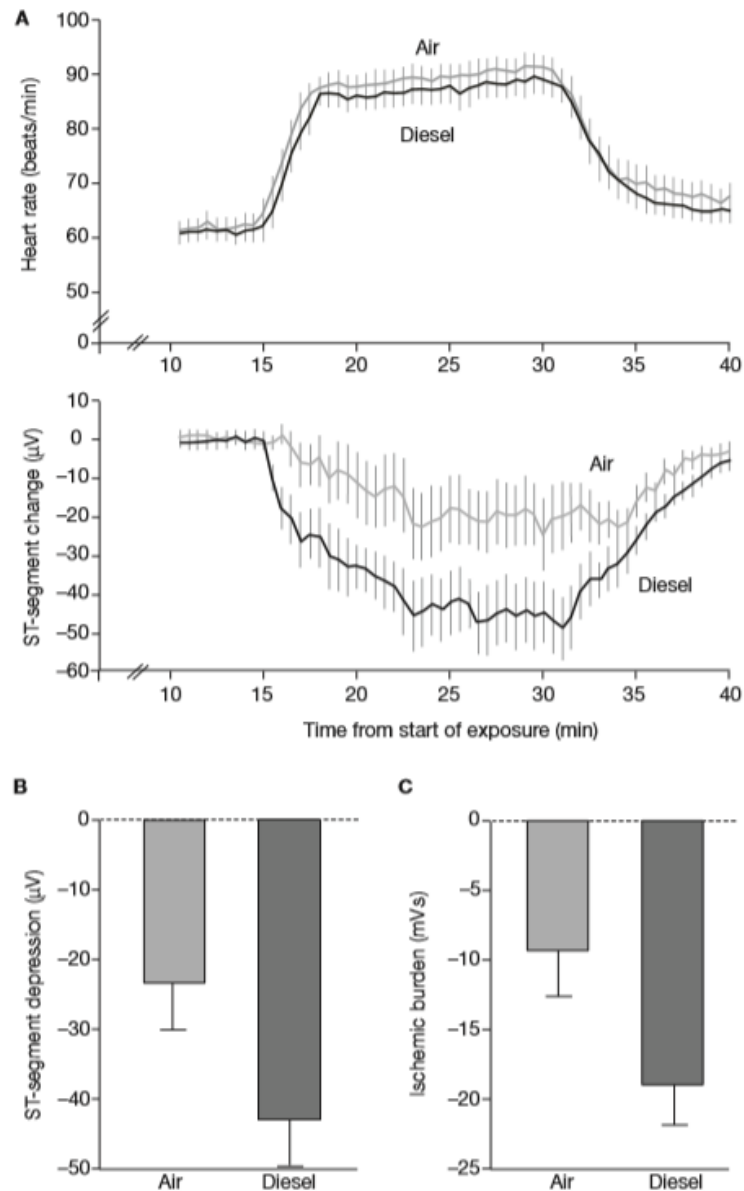 A
100
90
80
70
60
50
0
Heart rate (beats/min)
Air
Diesel
10 15 20 25 30 35 40
10
0
–10
–20
–30
–40
–50
–60
ST-segment change (μV)
Air
Diesel
10 15 20 25 30 35 40
Time from start of exposure (min)
B
0
–10
–20
–30
–40
–50
ST-segment depression (μV)
Air Diesel
C
0
–5
–10
–15
–20
–25
Ischemic burden (mVs)
Air Diesel